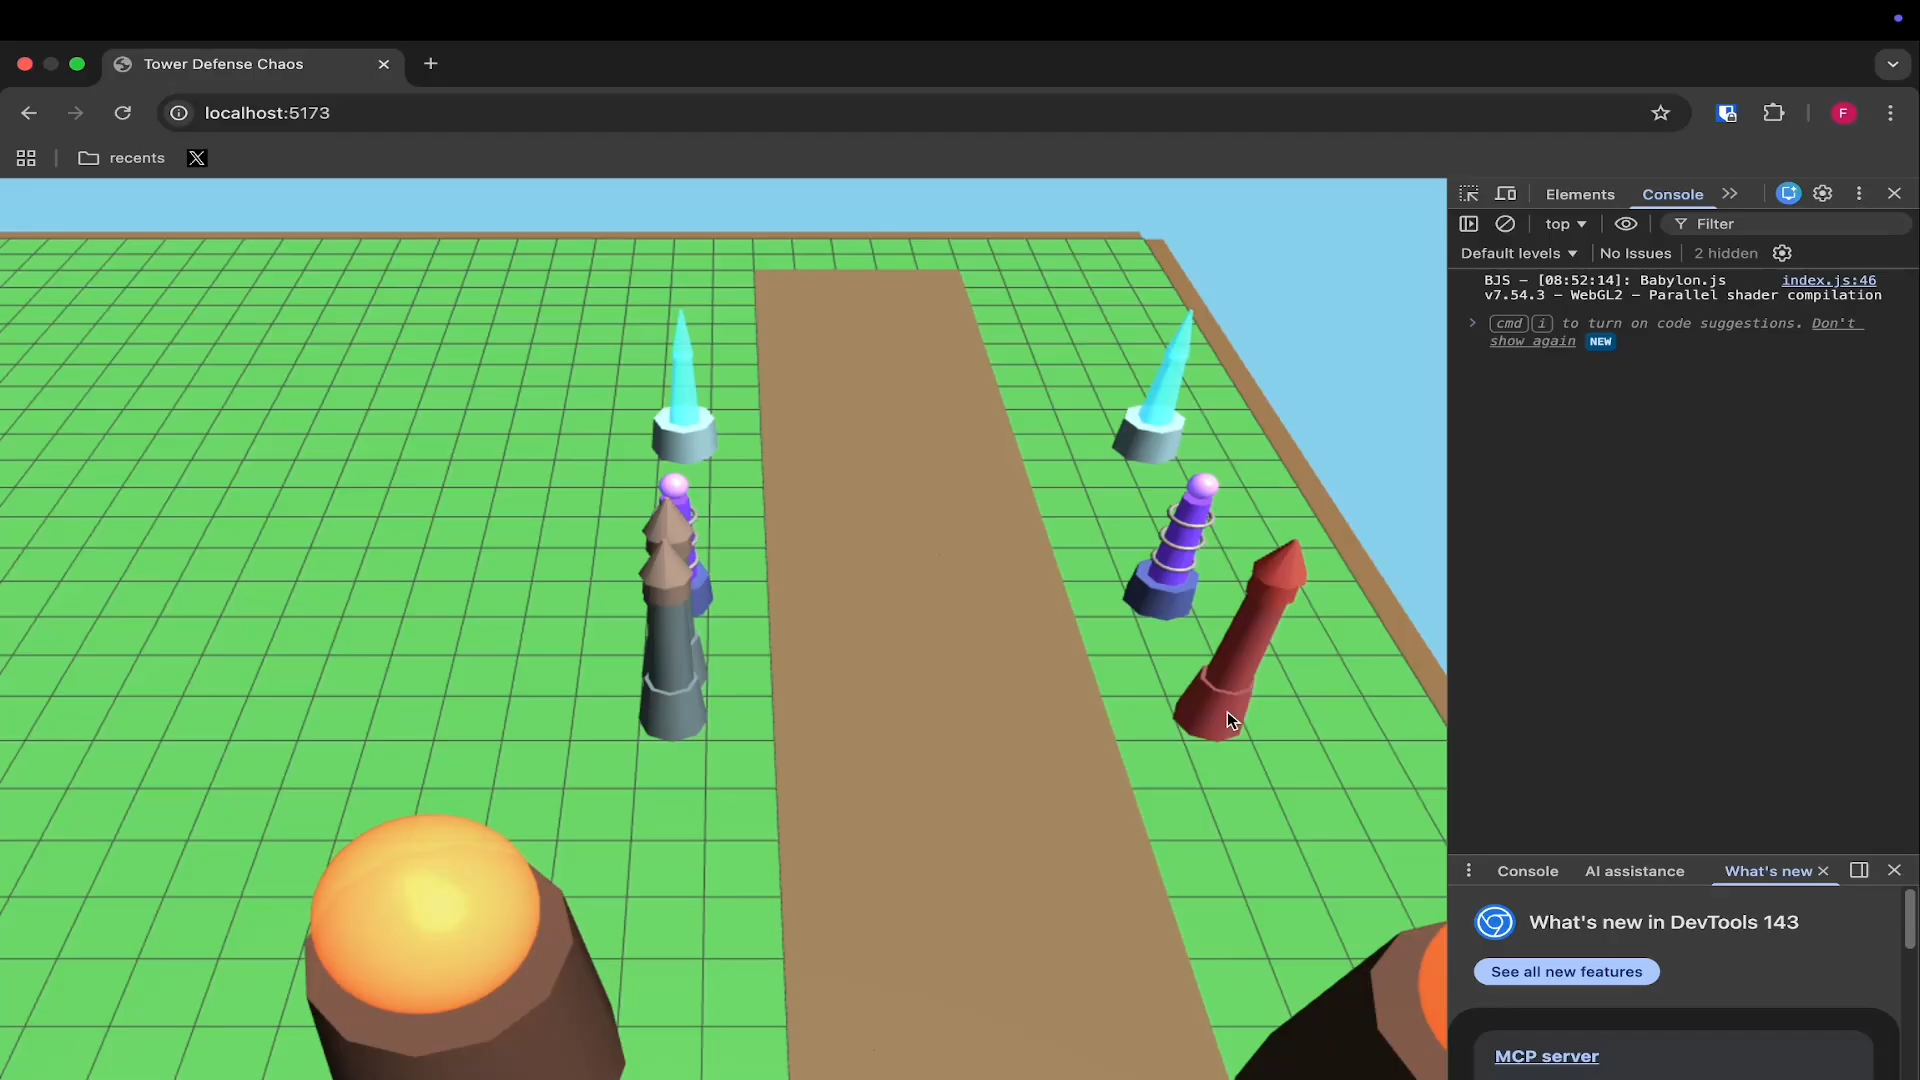 Tower Defense Chaos
localhost:5173
F
recents
Elements
Console
top
Filter
Default levels
No Issues
2 hidden
BJS - [08:52:14]: Babylon.js
index.js:46
v7.54.3 - WebGL2 - Parallel shader compilation
cmd i to turn on code suggestions. Don't
show again NEW
Console
AI assistance
What's new
What's new in DevTools 143
See all new features
MCP server